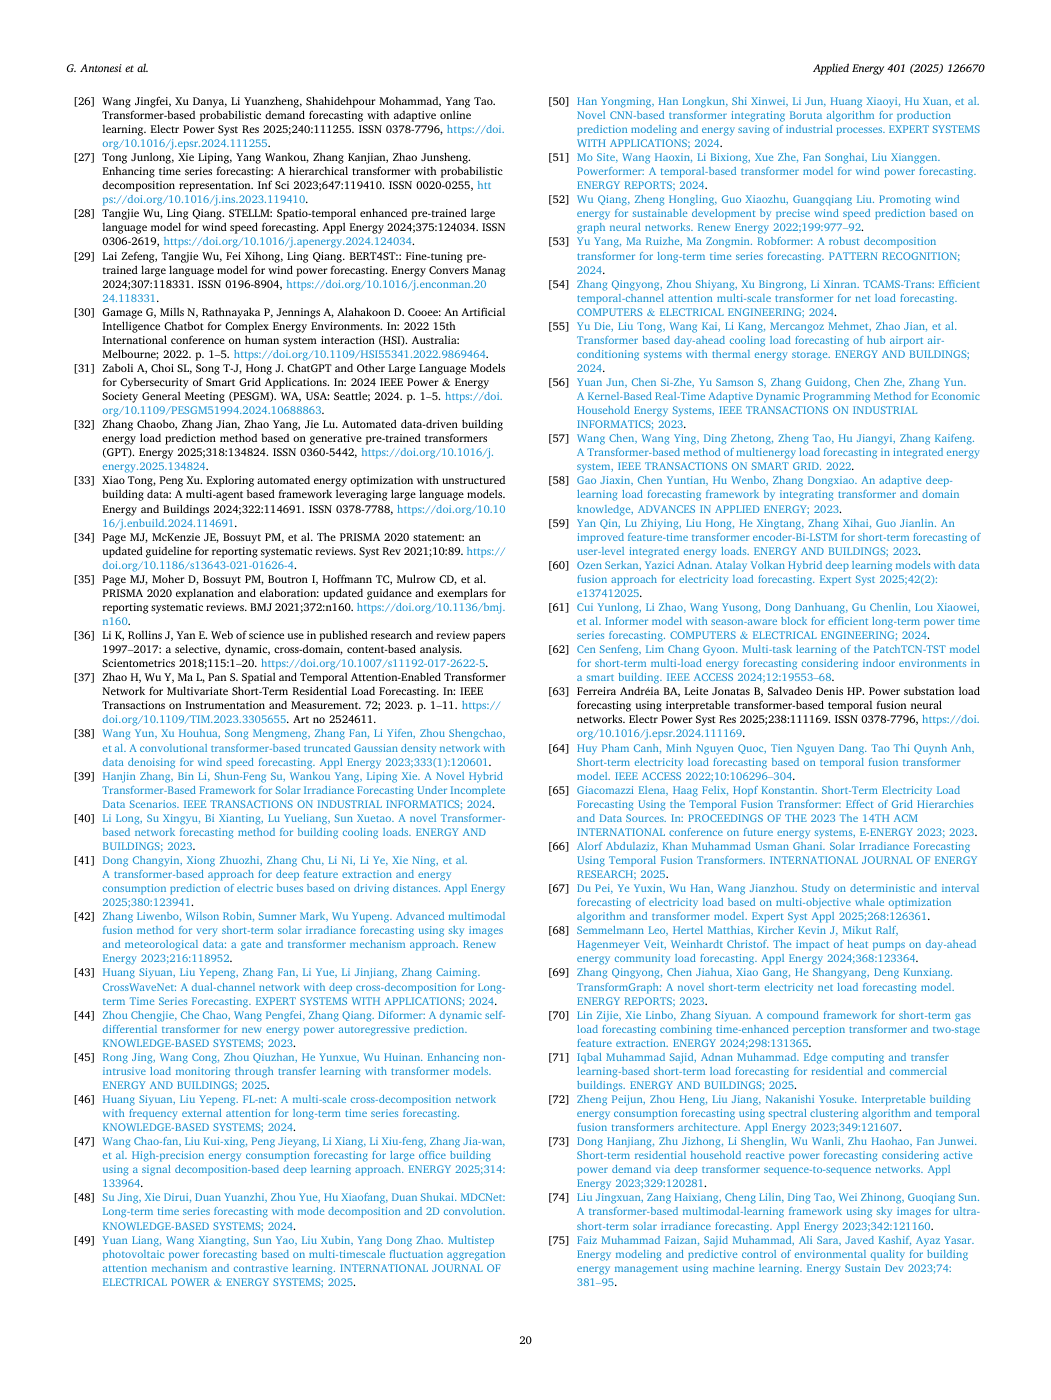 G. Antonesi et al.
Applied Energy 401 (2025) 126670
[26] Wang Jingfei, Xu Danya, Li Yuanzheng, Shahidehpour Mohammad, Yang Tao.
Transformer-based probabilistic demand forecasting with adaptive online
learning. Electr Power Syst Res 2025;240:111255. ISSN 0378-7796, https://doi.
org/10.1016/j.epsr.2024.111255.
[27] Tong Junlong, Xie Liping, Yang Wankou, Zhang Kanjian, Zhao Junsheng.
Enhancing time series forecasting: A hierarchical transformer with probabilistic
decomposition representation. Inf Sci 2023;647:119410. ISSN 0020-0255, htt
ps://doi.org/10.1016/j.ins.2023.119410.
[28] Tangjie Wu, Ling Qiang. STELLM: Spatio-temporal enhanced pre-trained large
language model for wind speed forecasting. Appl Energy 2024;375:124034. ISSN
0306-2619, https://doi.org/10.1016/j.apenergy.2024.124034.
[29] Lai Zefeng, Tangjie Wu, Fei Xihong, Ling Qiang. BERT4ST:: Fine-tuning pre-
trained large language model for wind power forecasting. Energy Convers Manag
2024;307:118331. ISSN 0196-8904, https://doi.org/10.1016/j.enconman.20
24.118331.
[30] Gamage G, Mills N, Rathnayaka P, Jennings A, Alahakoon D. Cooee: An Artificial
Intelligence Chatbot for Complex Energy Environments. In: 2022 15th
International conference on human system interaction (HSI). Australia:
Melbourne; 2022. p. 1–5. https://doi.org/10.1109/HSI55341.2022.9869464.
[31] Zaboli A, Choi SL, Song T-J, Hong J. ChatGPT and Other Large Language Models
for Cybersecurity of Smart Grid Applications. In: 2024 IEEE Power & Energy
Society General Meeting (PESGM). WA, USA: Seattle; 2024. p. 1–5. https://doi.
org/10.1109/PESGM51994.2024.10688863.
[32] Zhang Chaobo, Zhang Jian, Zhao Yang, Jie Lu. Automated data-driven building
energy load prediction method based on generative pre-trained transformers
(GPT). Energy 2025;318:134824. ISSN 0360-5442, https://doi.org/10.1016/j.
energy.2025.134824.
[33] Xiao Tong, Peng Xu. Exploring automated energy optimization with unstructured
building data: A multi-agent based framework leveraging large language models.
Energy and Buildings 2024;322:114691. ISSN 0378-7788, https://doi.org/10.10
16/j.enbuild.2024.114691.
[34] Page MJ, McKenzie JE, Bossuyt PM, et al. The PRISMA 2020 statement: an
updated guideline for reporting systematic reviews. Syst Rev 2021;10:89. https://
doi.org/10.1186/s13643-021-01626-4.
[35] Page MJ, Moher D, Bossuyt PM, Boutron I, Hoffmann TC, Mulrow CD, et al.
PRISMA 2020 explanation and elaboration: updated guidance and exemplars for
reporting systematic reviews. BMJ 2021;372:n160. https://doi.org/10.1136/bmj.
n160.
[36] Li K, Rollins J, Yan E. Web of science use in published research and review papers
1997–2017: a selective, dynamic, cross-domain, content-based analysis.
Scientometrics 2018;115:1–20. https://doi.org/10.1007/s11192-017-2622-5.
[37] Zhao H, Wu Y, Ma L, Pan S. Spatial and Temporal Attention-Enabled Transformer
Network for Multivariate Short-Term Residential Load Forecasting. In: IEEE
Transactions on Instrumentation and Measurement. 72; 2023. p. 1–11. https://
doi.org/10.1109/TIM.2023.3305655. Art no 2524611.
[38] Wang Yun, Xu Houhua, Song Mengmeng, Zhang Fan, Li Yifen, Zhou Shengchao,
et al. A convolutional transformer-based truncated Gaussian density network with
data denoising for wind speed forecasting. Appl Energy 2023;333(1):120601.
[39] Hanjin Zhang, Bin Li, Shun-Feng Su, Wankou Yang, Liping Xie. A Novel Hybrid
Transformer-Based Framework for Solar Irradiance Forecasting Under Incomplete
Data Scenarios. IEEE TRANSACTIONS ON INDUSTRIAL INFORMATICS; 2024.
[40] Li Long, Su Xingyu, Bi Xianting, Lu Yueliang, Sun Xuetao. A novel Transformer-
based network forecasting method for building cooling loads. ENERGY AND
BUILDINGS; 2023.
[41] Dong Changyin, Xiong Zhuozhi, Zhang Chu, Li Ni, Li Ye, Xie Ning, et al.
A transformer-based approach for deep feature extraction and energy
consumption prediction of electric buses based on driving distances. Appl Energy
2025;380:123941.
[42] Zhang Liwenbo, Wilson Robin, Sumner Mark, Wu Yupeng. Advanced multimodal
fusion method for very short-term solar irradiance forecasting using sky images
and meteorological data: a gate and transformer mechanism approach. Renew
Energy 2023;216:118952.
[43] Huang Siyuan, Liu Yepeng, Zhang Fan, Li Yue, Li Jinjiang, Zhang Caiming.
CrossWaveNet: A dual-channel network with deep cross-decomposition for Long-
term Time Series Forecasting. EXPERT SYSTEMS WITH APPLICATIONS; 2024.
[44] Zhou Chengjie, Che Chao, Wang Pengfei, Zhang Qiang. Diformer: A dynamic self-
differential transformer for new energy power autoregressive prediction.
KNOWLEDGE-BASED SYSTEMS; 2023.
[45] Rong Jing, Wang Cong, Zhou Qiuzhan, He Yunxue, Wu Huinan. Enhancing non-
intrusive load monitoring through transfer learning with transformer models.
ENERGY AND BUILDINGS; 2025.
[46] Huang Siyuan, Liu Yepeng. FL-net: A multi-scale cross-decomposition network
with frequency external attention for long-term time series forecasting.
KNOWLEDGE-BASED SYSTEMS; 2024.
[47] Wang Chao-fan, Liu Kui-xing, Peng Jieyang, Li Xiang, Li Xiu-feng, Zhang Jia-wan,
et al. High-precision energy consumption forecasting for large office building
using a signal decomposition-based deep learning approach. ENERGY 2025;314:
133964.
[48] Su Jing, Xie Dirui, Duan Yuanzhi, Zhou Yue, Hu Xiaofang, Duan Shukai. MDCNet:
Long-term time series forecasting with mode decomposition and 2D convolution.
KNOWLEDGE-BASED SYSTEMS; 2024.
[49] Yuan Liang, Wang Xiangting, Sun Yao, Liu Xubin, Yang Dong Zhao. Multistep
photovoltaic power forecasting based on multi-timescale fluctuation aggregation
attention mechanism and contrastive learning. INTERNATIONAL JOURNAL OF
ELECTRICAL POWER & ENERGY SYSTEMS; 2025.
[50] Han Yongming, Han Longkun, Shi Xinwei, Li Jun, Huang Xiaoyi, Hu Xuan, et al.
Novel CNN-based transformer integrating Boruta algorithm for production
prediction modeling and energy saving of industrial processes. EXPERT SYSTEMS
WITH APPLICATIONS; 2024.
[51] Mo Site, Wang Haoxin, Li Bixiong, Xue Zhe, Fan Songhai, Liu Xianggen.
Powerformer: A temporal-based transformer model for wind power forecasting.
ENERGY REPORTS; 2024.
[52] Wu Qiang, Zheng Hongling, Guo Xiaozhu, Guangqiang Liu. Promoting wind
energy for sustainable development by precise wind speed prediction based on
graph neural networks. Renew Energy 2022;199:977–92.
[53] Yu Yang, Ma Ruizhe, Ma Zongmin. Robformer: A robust decomposition
transformer for long-term time series forecasting. PATTERN RECOGNITION;
2024.
[54] Zhang Qingyong, Zhou Shiyang, Xu Bingrong, Li Xinran. TCAMS-Trans: Efficient
temporal-channel attention multi-scale transformer for net load forecasting.
COMPUTERS & ELECTRICAL ENGINEERING; 2024.
[55] Yu Die, Liu Tong, Wang Kai, Li Kang, Mercangoz Mehmet, Zhao Jian, et al.
Transformer based day-ahead cooling load forecasting of hub airport air-
conditioning systems with thermal energy storage. ENERGY AND BUILDINGS;
2024.
[56] Yuan Jun, Chen Si-Zhe, Yu Samson S, Zhang Guidong, Chen Zhe, Zhang Yun.
A Kernel-Based Real-Time Adaptive Dynamic Programming Method for Economic
Household Energy Systems, IEEE TRANSACTIONS ON INDUSTRIAL
INFORMATICS; 2023.
[57] Wang Chen, Wang Ying, Ding Zhetong, Zheng Tao, Hu Jiangyi, Zhang Kaifeng.
A Transformer-based method of multienergy load forecasting in integrated energy
system, IEEE TRANSACTIONS ON SMART GRID. 2022.
[58] Gao Jiaxin, Chen Yuntian, Hu Wenbo, Zhang Dongxiao. An adaptive deep-
learning load forecasting framework by integrating transformer and domain
knowledge, ADVANCES IN APPLIED ENERGY; 2023.
[59] Yan Qin, Lu Zhiying, Liu Hong, He Xingtang, Zhang Xihai, Guo Jianlin. An
improved feature-time transformer encoder-Bi-LSTM for short-term forecasting of
user-level integrated energy loads. ENERGY AND BUILDINGS; 2023.
[60] Ozen Serkan, Yazici Adnan. Atalay Volkan Hybrid deep learning models with data
fusion approach for electricity load forecasting. Expert Syst 2025;42(2):
e137412025.
[61] Cui Yunlong, Li Zhao, Wang Yusong, Dong Danhuang, Gu Chenlin, Lou Xiaowei,
et al. Informer model with season-aware block for efficient long-term power time
series forecasting. COMPUTERS & ELECTRICAL ENGINEERING; 2024.
[62] Cen Senfeng, Lim Chang Gyoon. Multi-task learning of the PatchTCN-TST model
for short-term multi-load energy forecasting considering indoor environments in
a smart building. IEEE ACCESS 2024;12:19553–68.
[63] Ferreira Andréia BA, Leite Jonatas B, Salvadeo Denis HP. Power substation load
forecasting using interpretable transformer-based temporal fusion neural
networks. Electr Power Syst Res 2025;238:111169. ISSN 0378-7796, https://doi.
org/10.1016/j.epsr.2024.111169.
[64] Huy Pham Canh, Minh Nguyen Quoc, Tien Nguyen Dang. Tao Thi Quynh Anh,
Short-term electricity load forecasting based on temporal fusion transformer
model. IEEE ACCESS 2022;10:106296–304.
[65] Giacomazzi Elena, Haag Felix, Hopf Konstantin. Short-Term Electricity Load
Forecasting Using the Temporal Fusion Transformer: Effect of Grid Hierarchies
and Data Sources. In: PROCEEDINGS OF THE 2023 The 14TH ACM
INTERNATIONAL conference on future energy systems, E-ENERGY 2023; 2023.
[66] Alorf Abdulaziz, Khan Muhammad Usman Ghani. Solar Irradiance Forecasting
Using Temporal Fusion Transformers. INTERNATIONAL JOURNAL OF ENERGY
RESEARCH; 2025.
[67] Du Pei, Ye Yuxin, Wu Han, Wang Jianzhou. Study on deterministic and interval
forecasting of electricity load based on multi-objective whale optimization
algorithm and transformer model. Expert Syst Appl 2025;268:126361.
[68] Semmelmann Leo, Hertel Matthias, Kircher Kevin J, Mikut Ralf,
Hagenmeyer Veit, Weinhardt Christof. The impact of heat pumps on day-ahead
energy community load forecasting. Appl Energy 2024;368:123364.
[69] Zhang Qingyong, Chen Jiahua, Xiao Gang, He Shangyang, Deng Kunxiang.
TransformGraph: A novel short-term electricity net load forecasting model.
ENERGY REPORTS; 2023.
[70] Lin Zijie, Xie Linbo, Zhang Siyuan. A compound framework for short-term gas
load forecasting combining time-enhanced perception transformer and two-stage
feature extraction. ENERGY 2024;298:131365.
[71] Iqbal Muhammad Sajid, Adnan Muhammad. Edge computing and transfer
learning-based short-term load forecasting for residential and commercial
buildings. ENERGY AND BUILDINGS; 2025.
[72] Zheng Peijun, Zhou Heng, Liu Jiang, Nakanishi Yosuke. Interpretable building
energy consumption forecasting using spectral clustering algorithm and temporal
fusion transformers architecture. Appl Energy 2023;349:121607.
[73] Dong Hanjiang, Zhu Jizhong, Li Shenglin, Wu Wanli, Zhu Haohao, Fan Junwei.
Short-term residential household reactive power forecasting considering active
power demand via deep transformer sequence-to-sequence networks. Appl
Energy 2023;329:120281.
[74] Liu Jingxuan, Zang Haixiang, Cheng Lilin, Ding Tao, Wei Zhinong, Guoqiang Sun.
A transformer-based multimodal-learning framework using sky images for ultra-
short-term solar irradiance forecasting. Appl Energy 2023;342:121160.
[75] Faiz Muhammad Faizan, Sajid Muhammad, Ali Sara, Javed Kashif, Ayaz Yasar.
Energy modeling and predictive control of environmental quality for building
energy management using machine learning. Energy Sustain Dev 2023;74:
381–95.
20